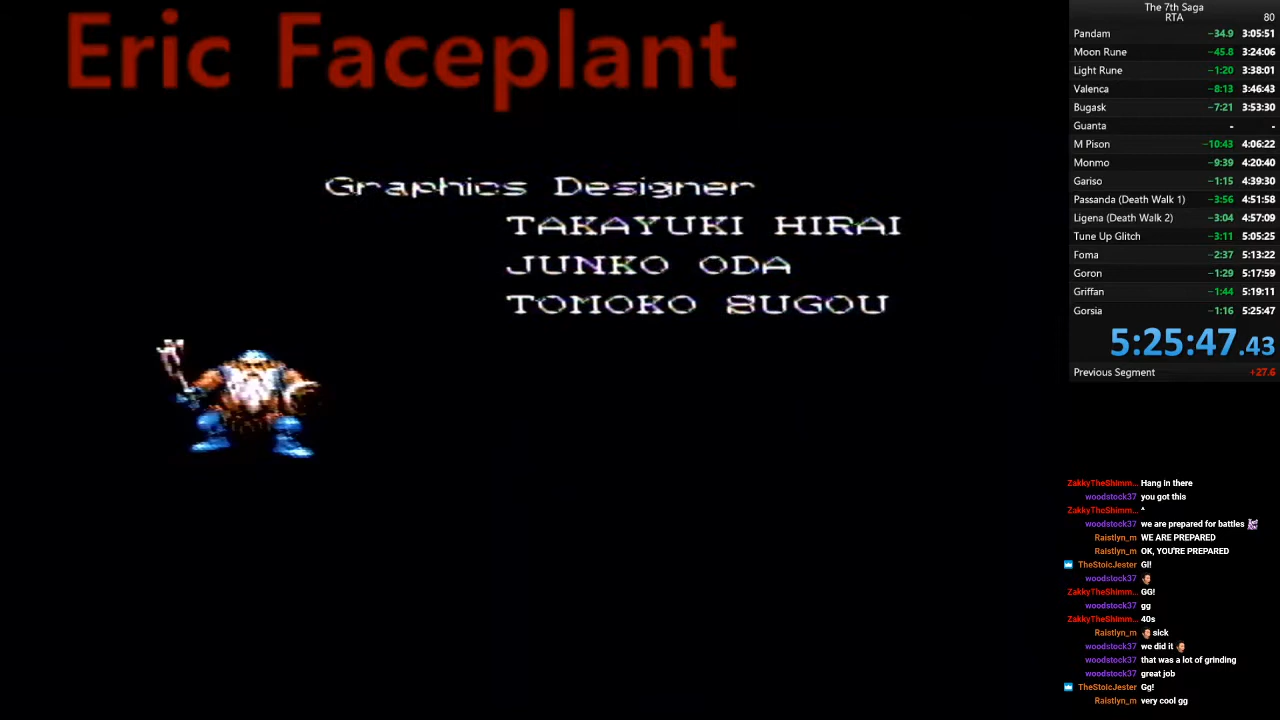 Eric Faceplant
Graphics Designer
TAKAYUKI HIRAI
JUNKO ODA
TOMOKO SUGOU
The 7th Saga
RTA 80
Pandam -34.9 3:05:51
Moon Rune -45.8 3:24:06
Light Rune -1:20 3:38:01
Valenca -8:13 3:46:43
Bugask -7:21 3:53:30
Guanta - -
M Pison -10:43 4:06:22
Monmo -9:39 4:20:40
Gariso -1:15 4:39:30
Passanda (Death Walk 1) -3:56 4:51:58
Ligena (Death Walk 2) -3:04 4:57:09
Tune Up Glitch -3:11 5:05:25
Foma -2:37 5:13:22
Goron -1:29 5:17:59
Griffan -1:44 5:19:11
Gorsia -1:16 5:25:47
5:25:47.43
Previous Segment +27.6
ZakkyTheShimm... Hang in there
woodstock37 you got this
ZakkyTheShimm... ^
woodstock37 we are prepared for battles
Raistlyn_m WE ARE PREPARED
Raistlyn_m OK, YOU'RE PREPARED
TheStoicJester GI!
woodstock37
ZakkyTheShimm... GG!
woodstock37 gg
ZakkyTheShimm... 40s
Raistlyn_m sick
woodstock37 we did it
woodstock37 that was a lot of grinding
woodstock37 great job
TheStoicJester Gg!
Raistlyn_m very cool gg